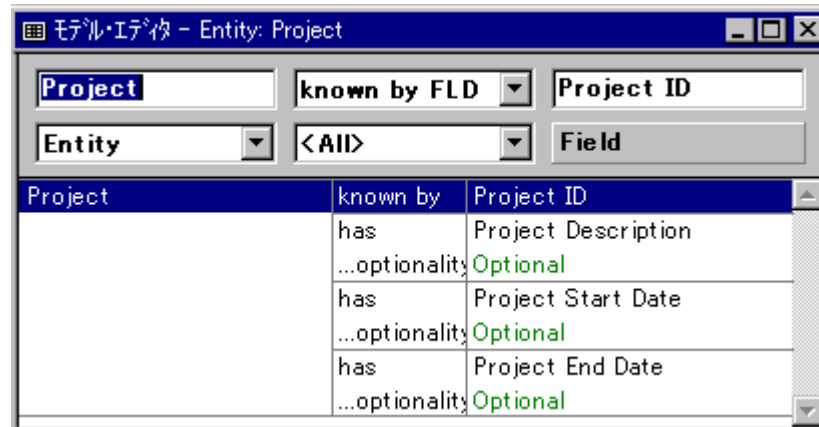 ﾓﾃﾞﾙ・ｴﾃﾞｨﾀ - Entity: Project
Project known by FLD Project ID
Entity <All> Field
Project known by Project ID
has Project Description
...optionality Optional
has Project Start Date
...optionality Optional
has Project End Date
...optionality Optional